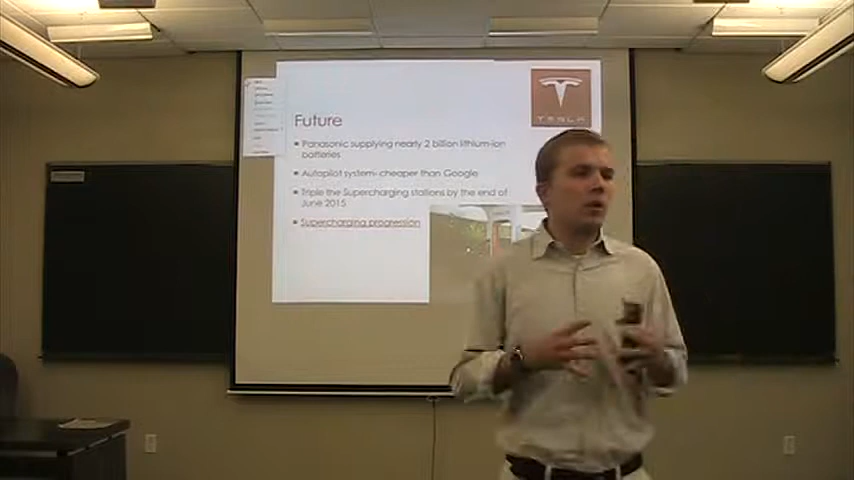 TESLA
Future
Panasonic supplying nearly 2 billion lithium-ion
batteries
Autopilot system- cheaper than Google
Triple the Supercharging stallions by the end of
June 2015
Supercharging progression